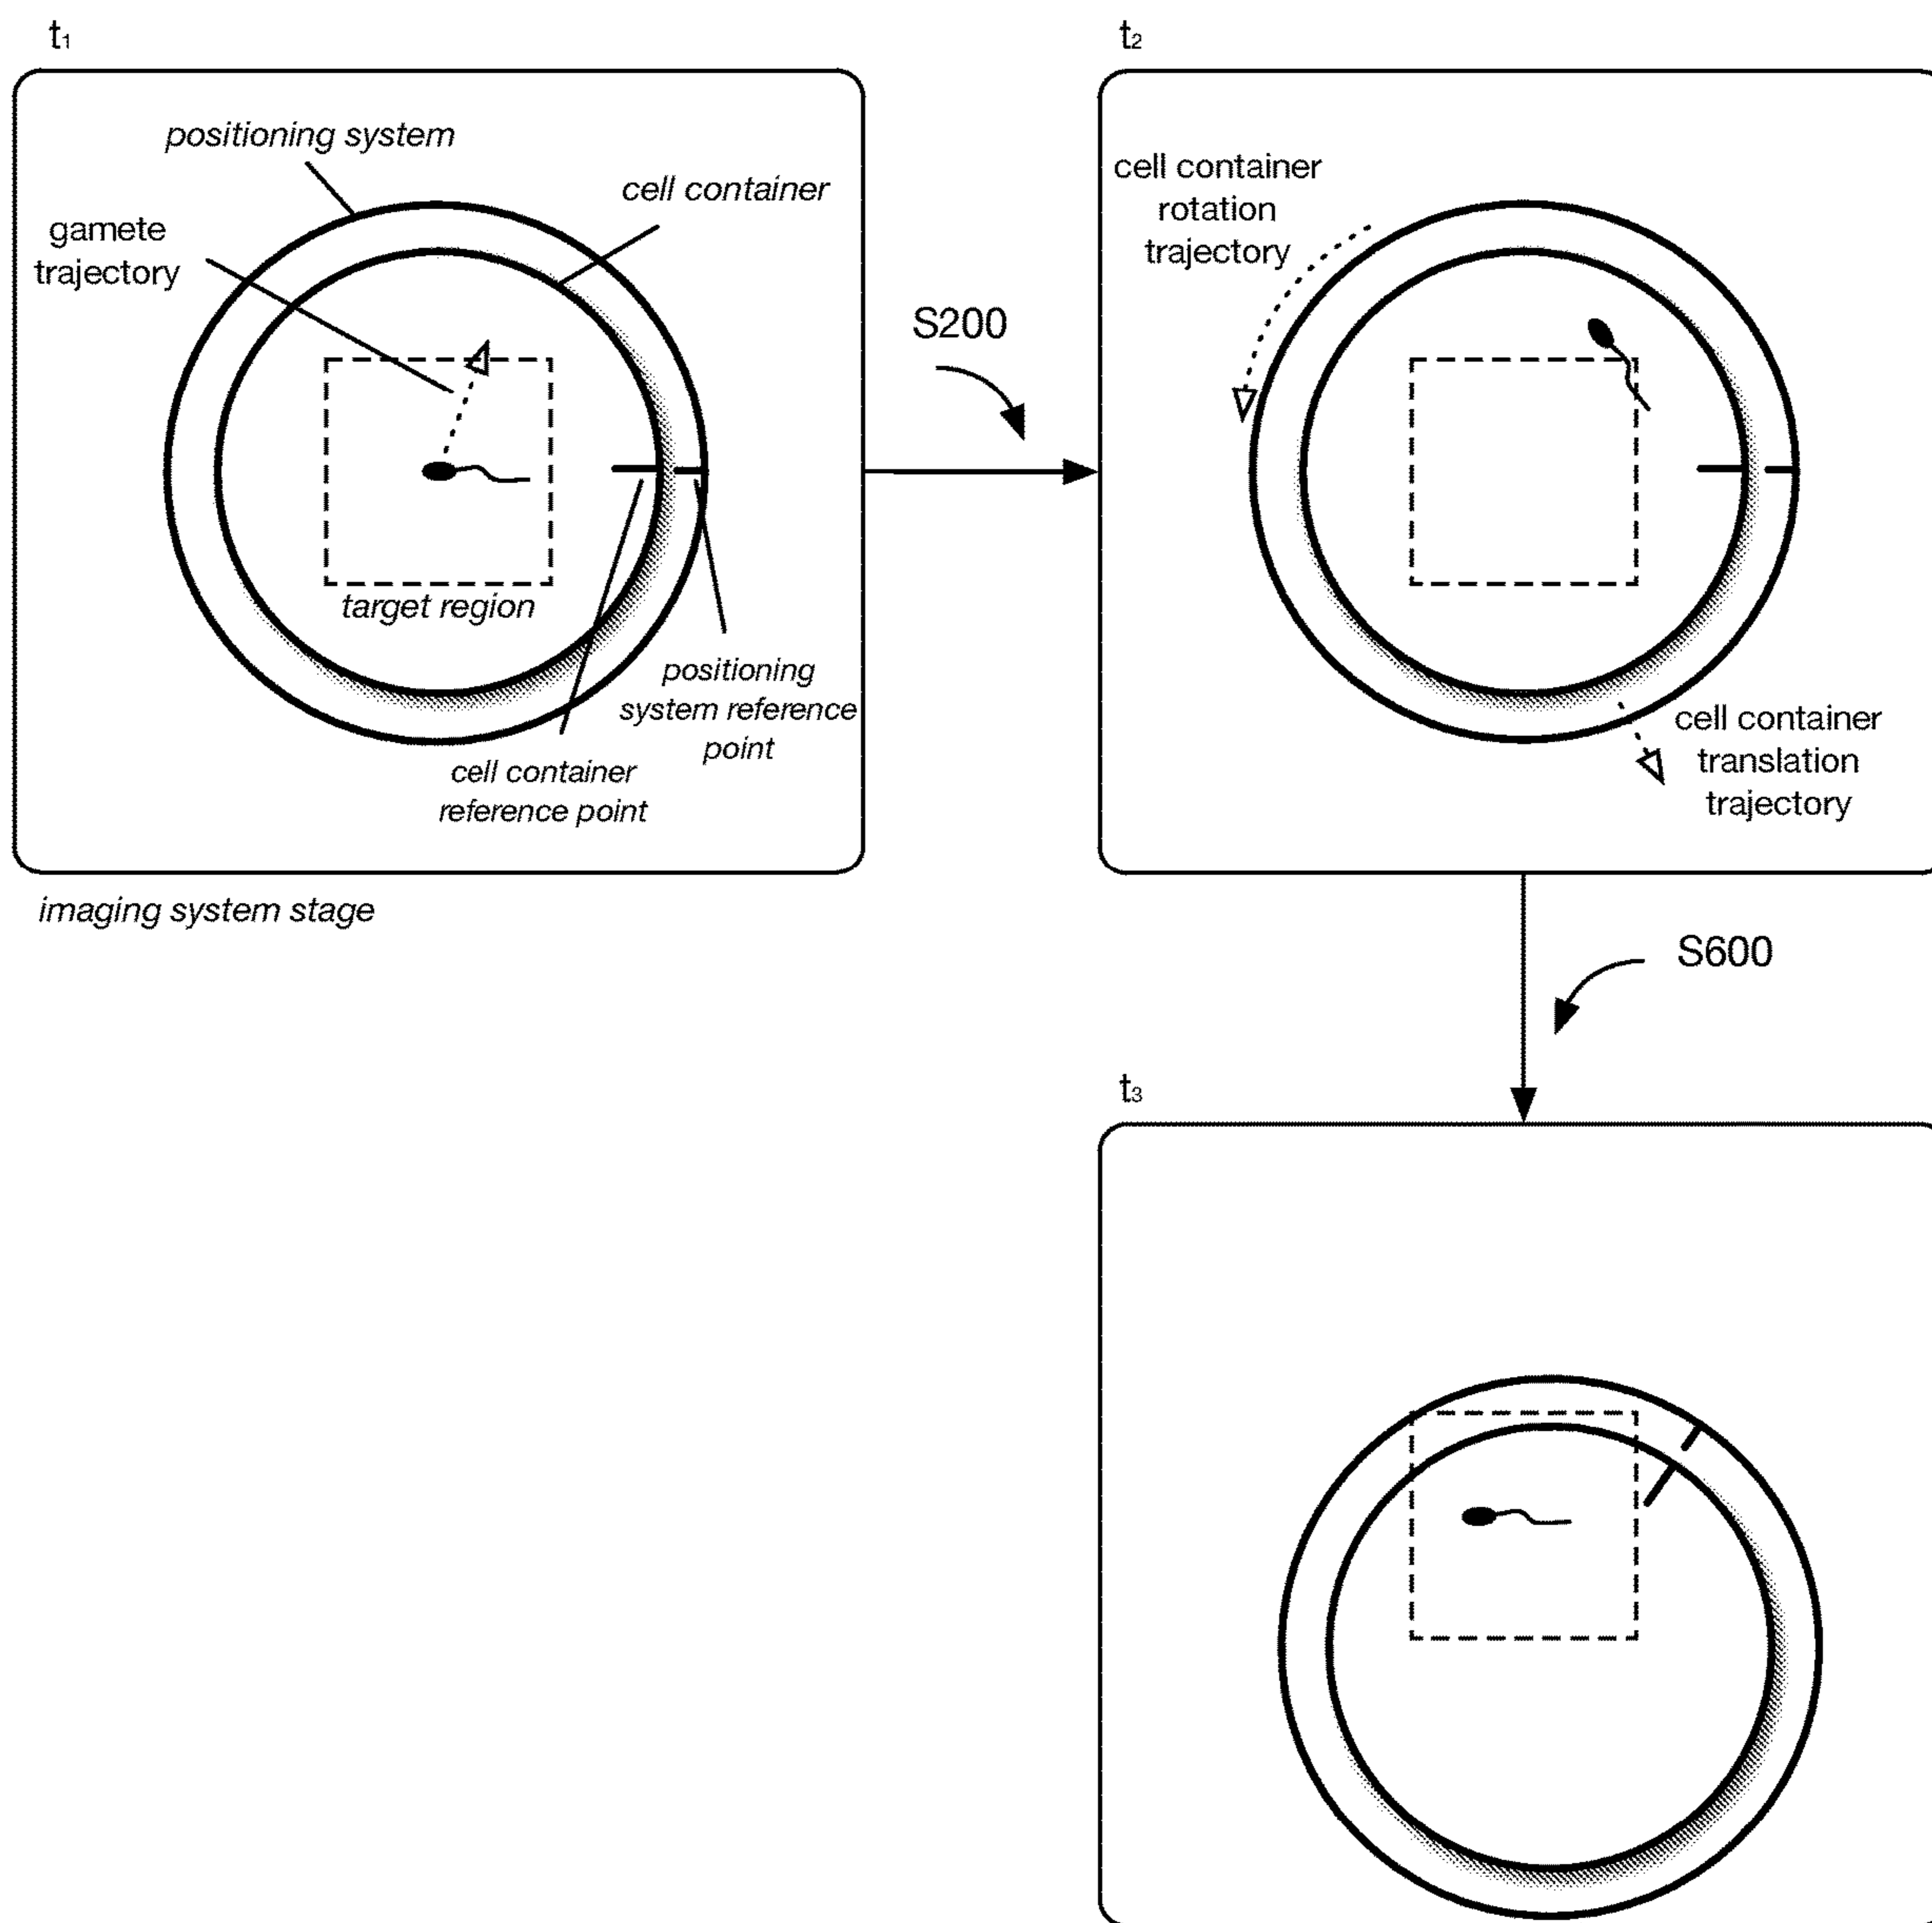 t1
positioning system
cell container
gamete
trajectory
target region
positioning
system reference
point
cell container
reference point
imaging system stage
S200
t2
cell container
rotation
trajectory
cell container
translation
trajectory
S600
t3